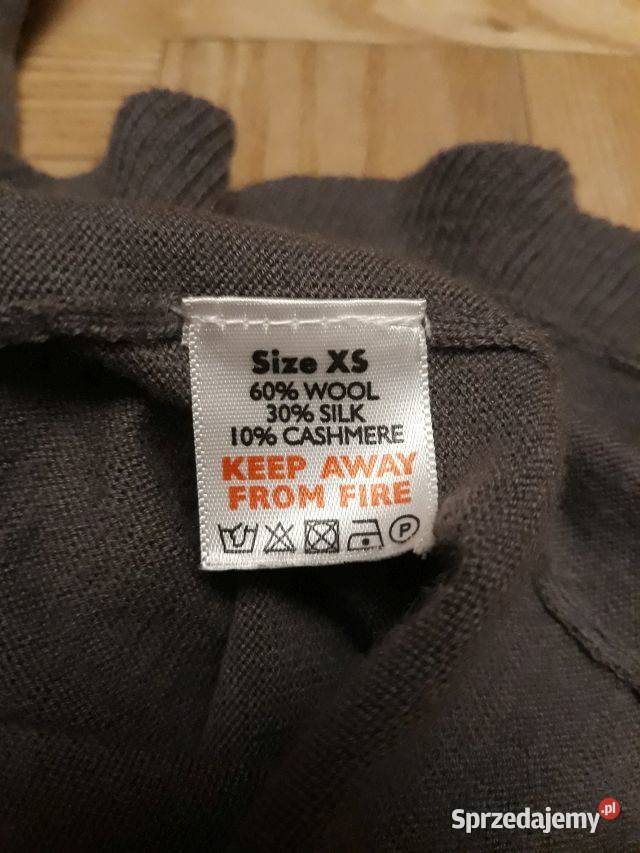 Size XS
60% WOOL
30% SILK
10% CASHMERE
KEEP AWAY
FROM FIRE
P
Sprzedajemy.pl